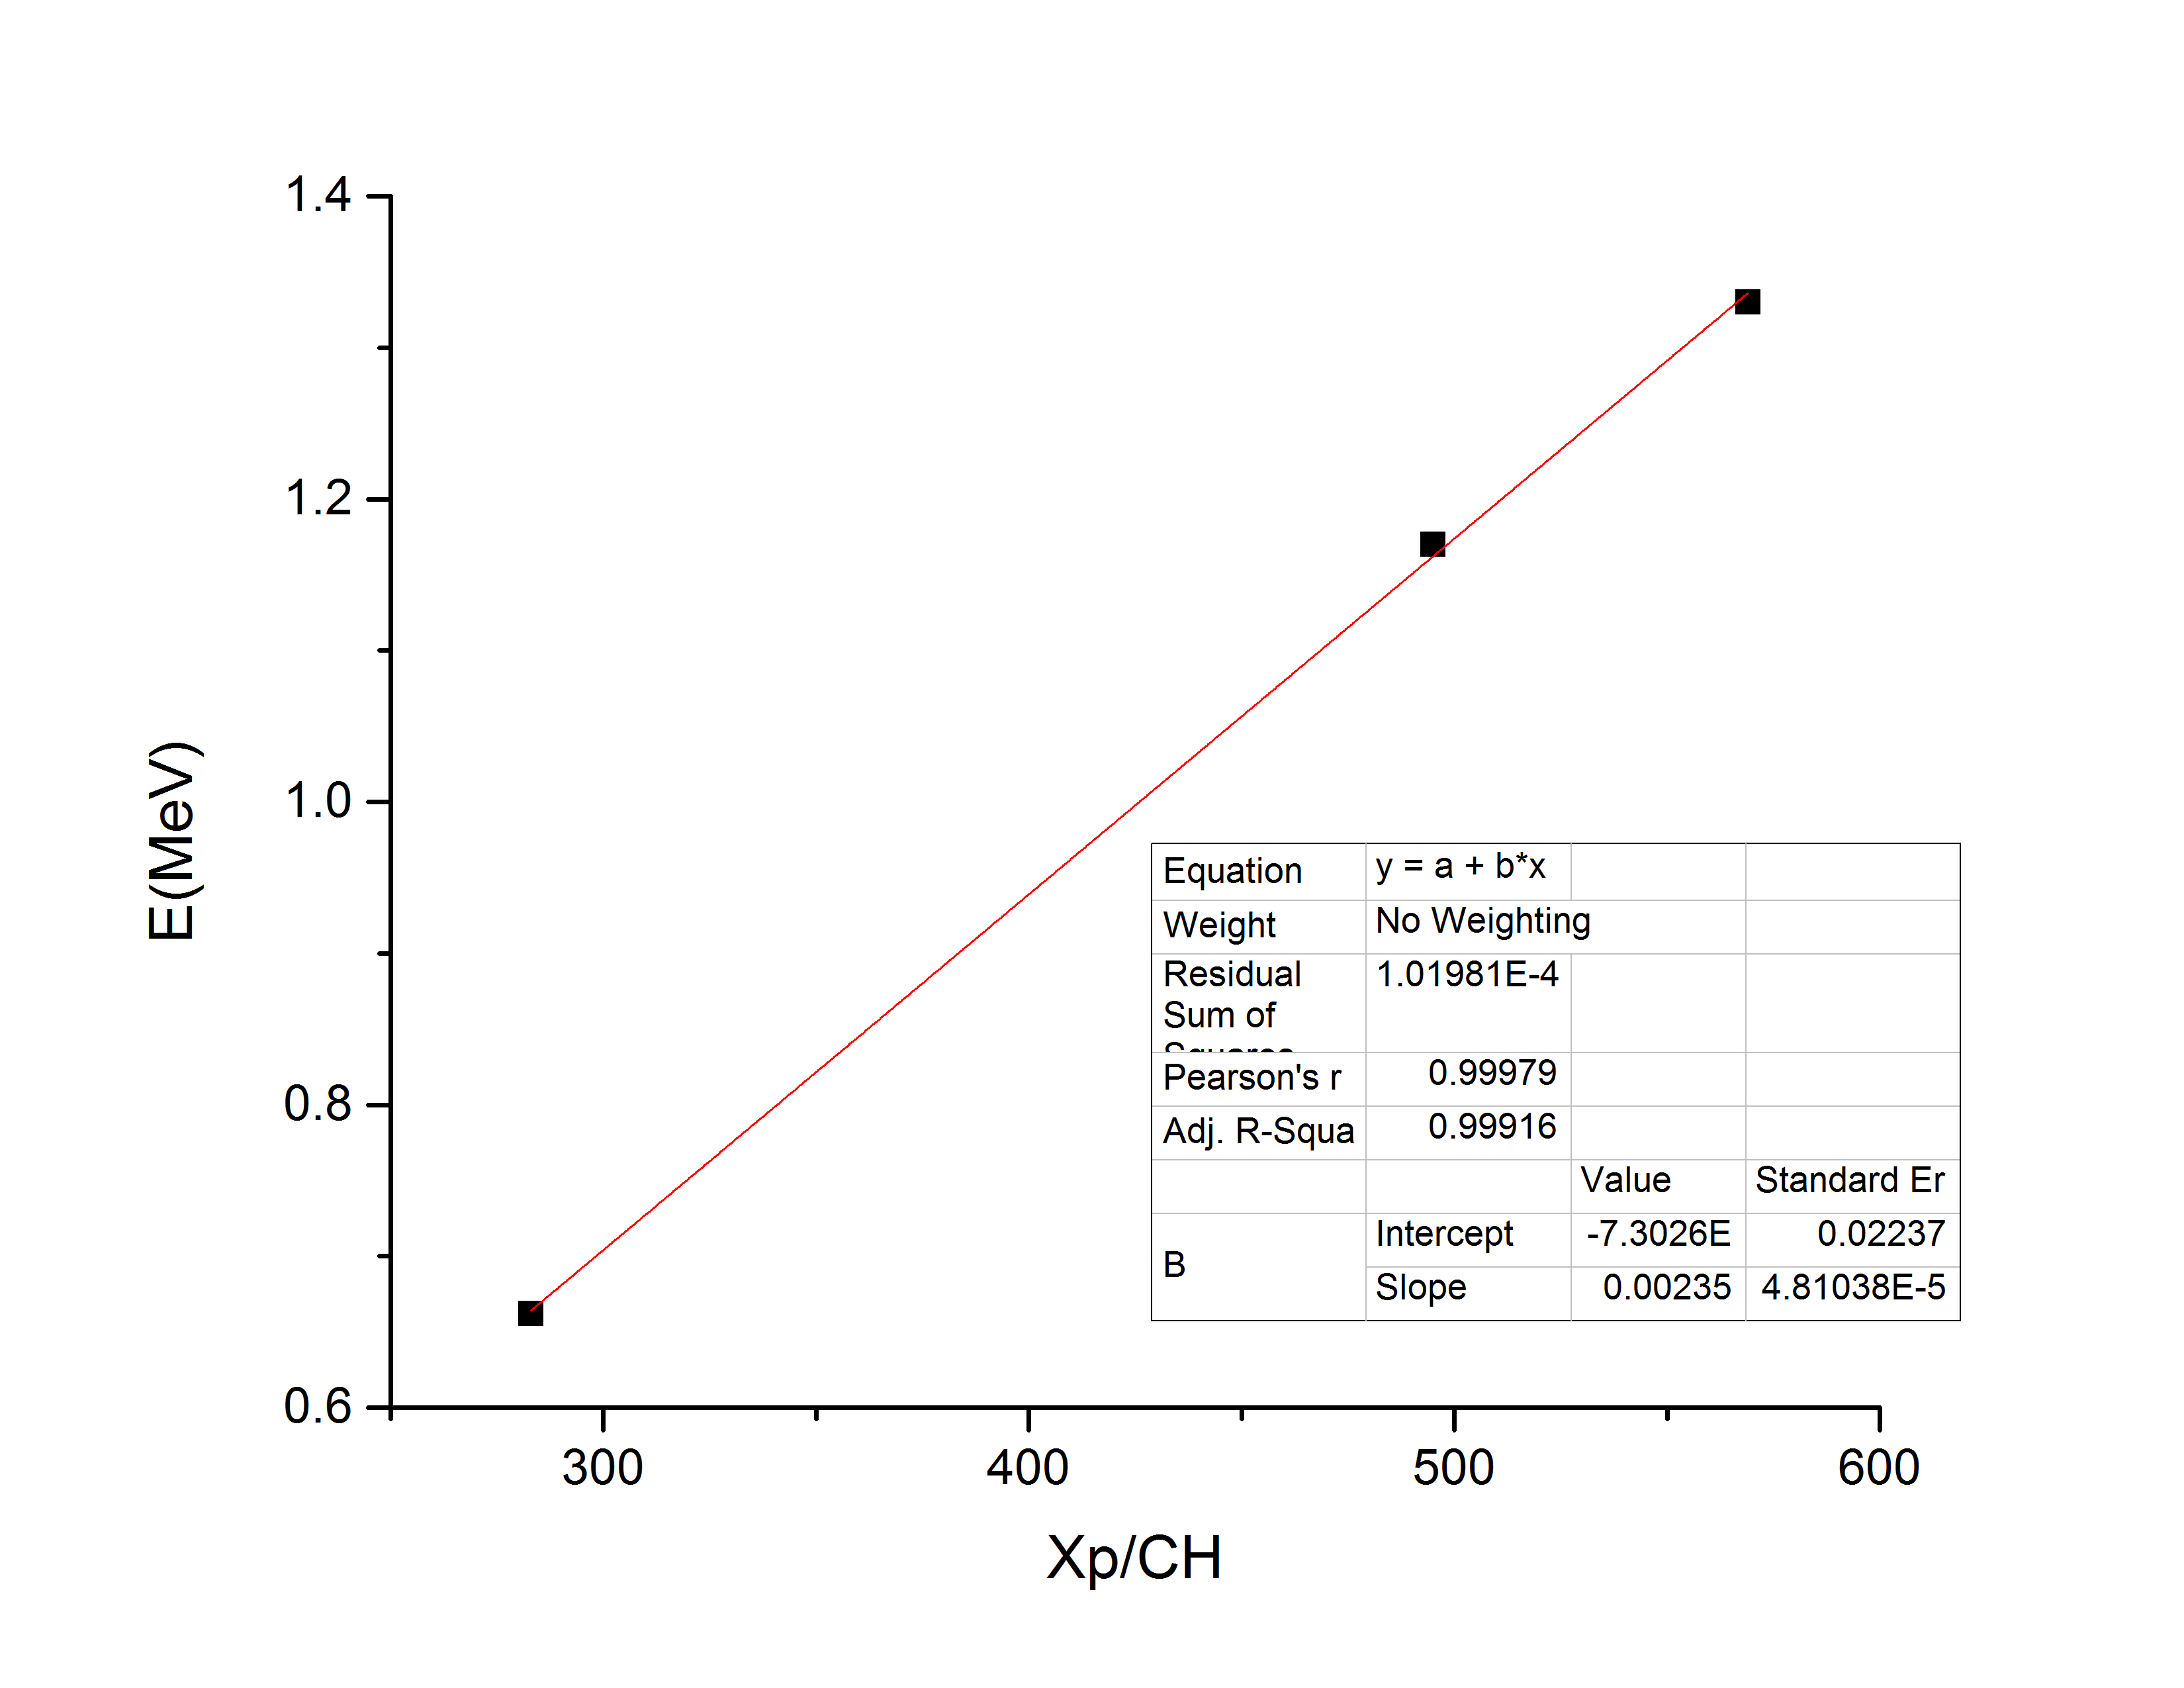 1.4
1.2
1.0
0.8
0.6
E(MeV)
300 400 500 600
Xp/CH
Equation y = a + b*x
Weight No Weighting
Residual 1.01981E-4
Sum of
Squares
Pearson's r 0.99979
Adj. R-Squa 0.99916
Value Standard Er
B
Intercept -7.3026E 0.02237
Slope 0.00235 4.81038E-5